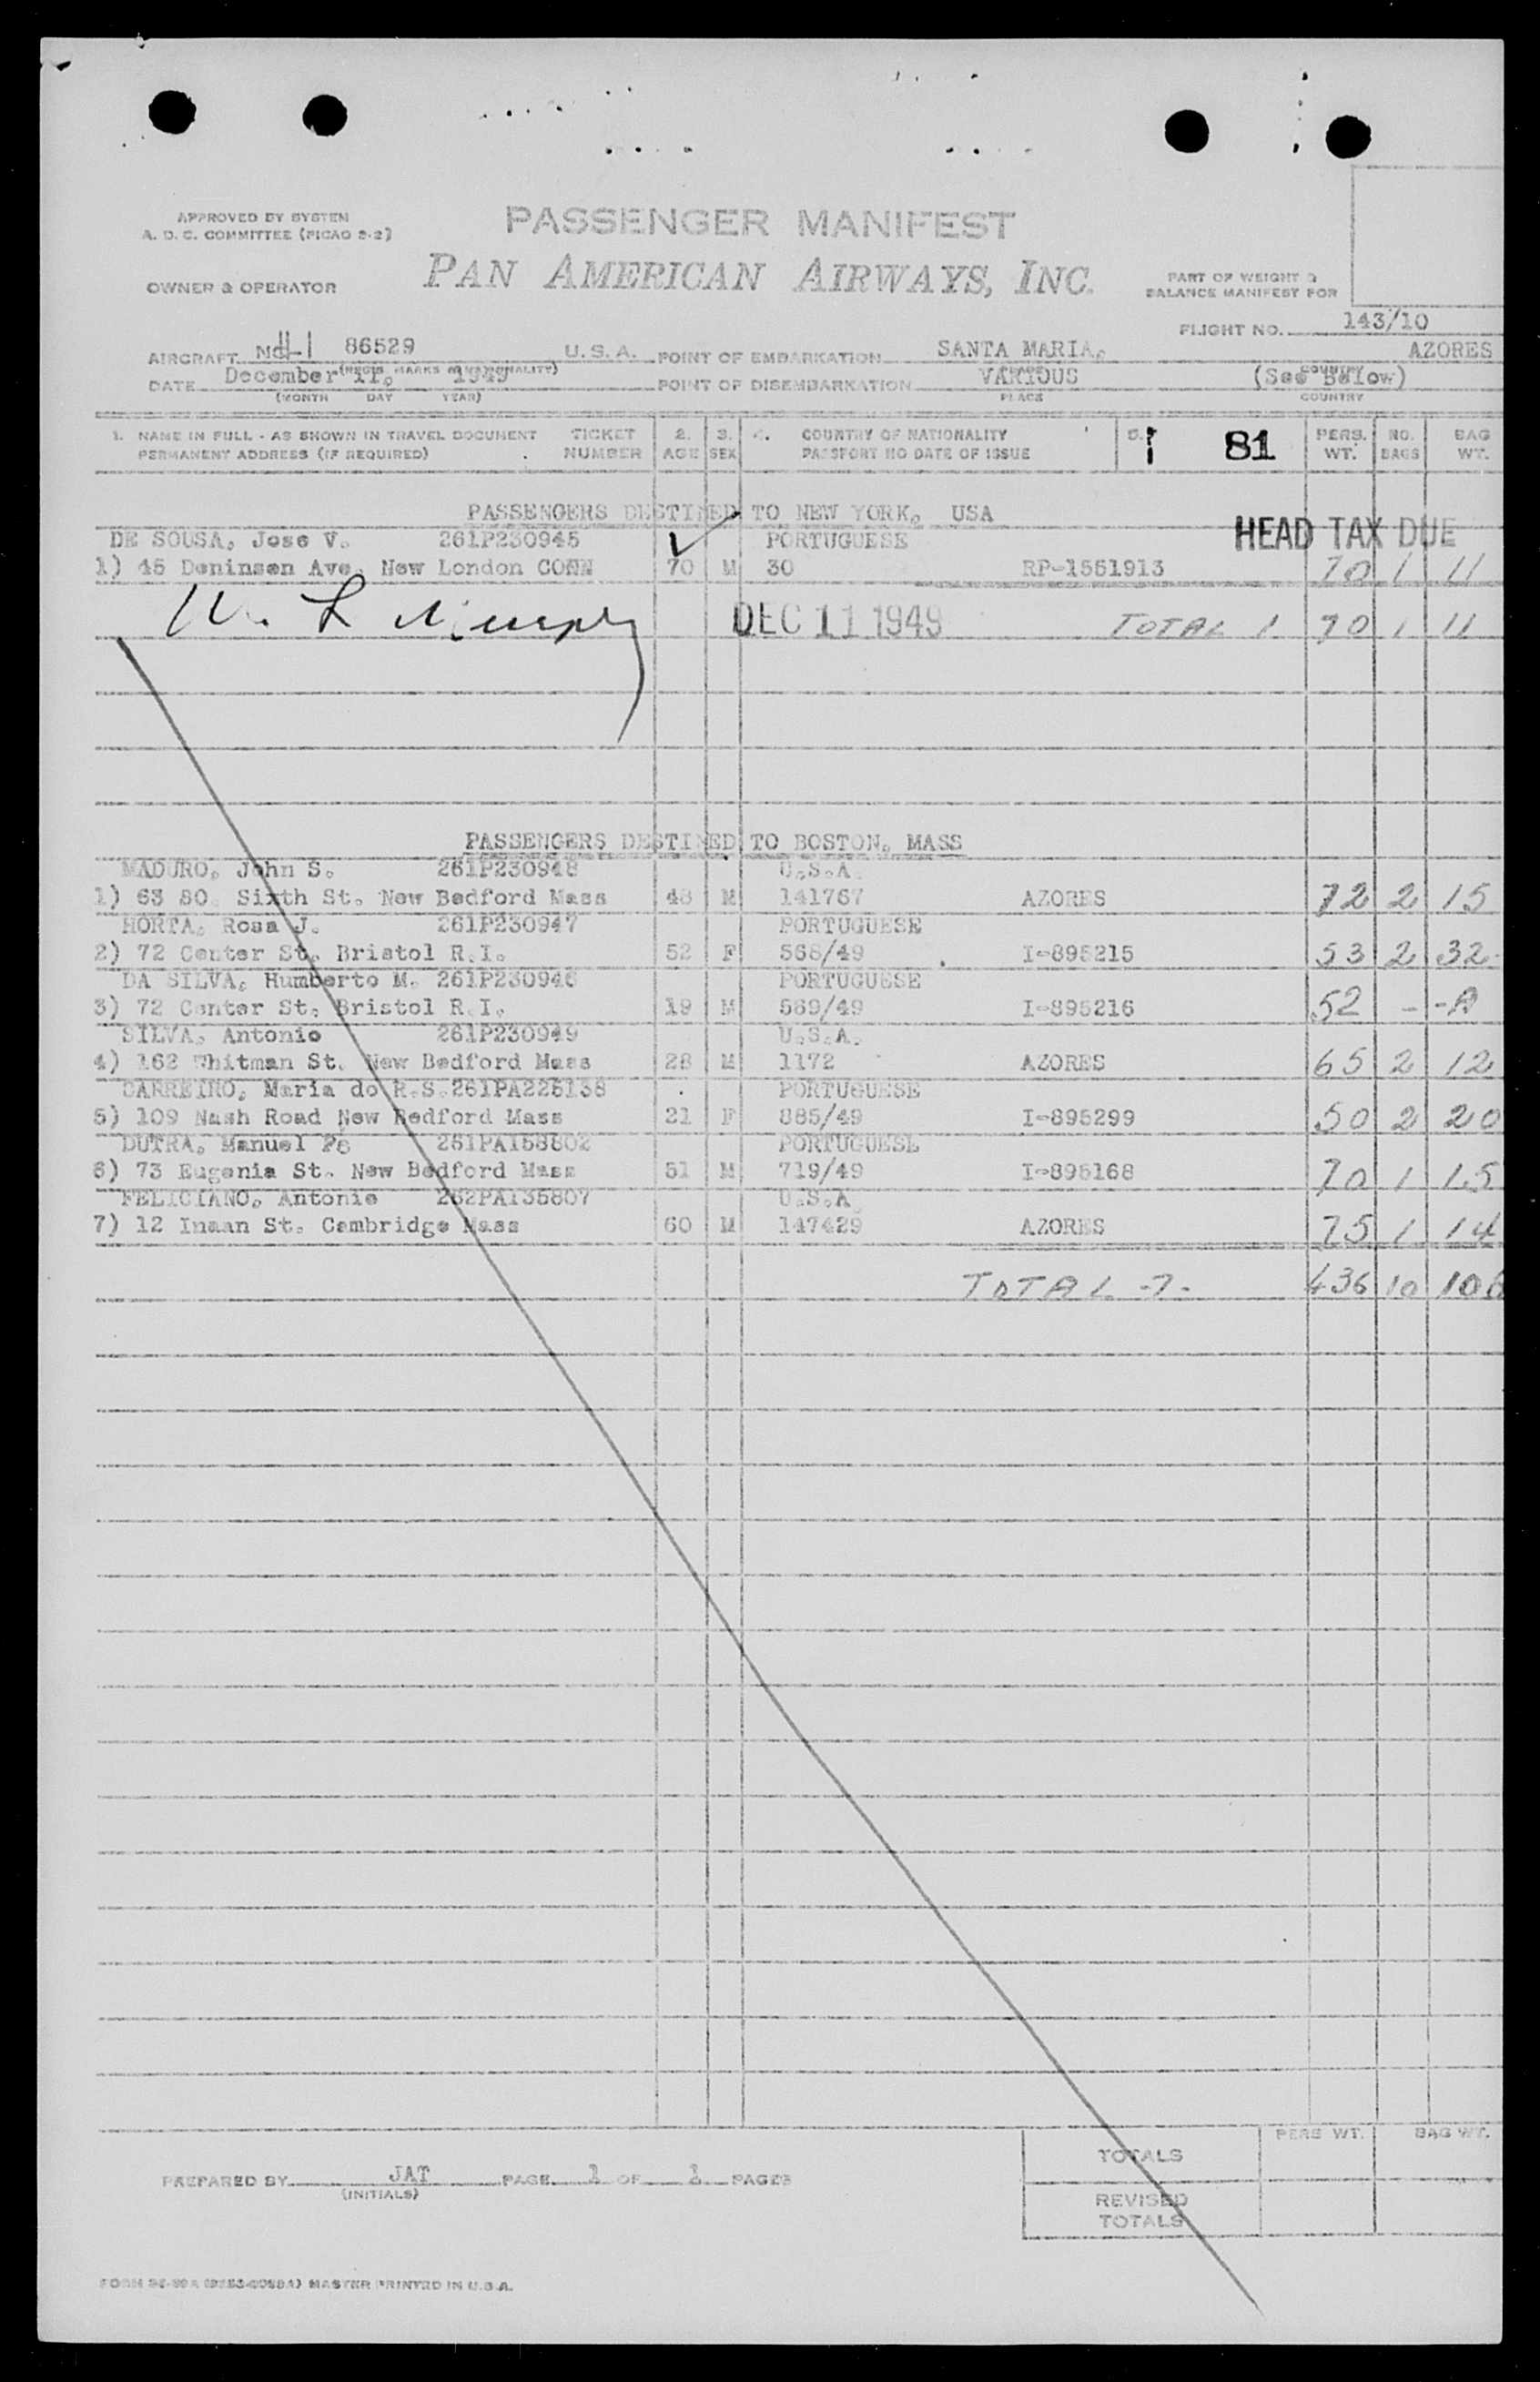 APPROVED BY SYSTEM
A. O. C. COMMITTEE (PICAO 2-2)
PASSENGER MANIFEST
OWNER & OPERATOR
PAN AMERICAN AIRWAYS, INC.
PART OF WEIGHT &
BALANCE MANIFEST FOR
FLIGHT NO. 143/10
AIRCRAFT 86529 U.S.A. POINT OF EMBARKATION SANTA MARIA, AZORES
(REGIS. MARKS & NATIONALITY) PLACE COUNTRY
DATE December 11, 1949 POINT OF DISEMBARKATION VARIOUS (See Below)
(MONTH DAY YEAR) PLACE COUNTRY
1. NAME IN FULL - AS SHOWN IN TRAVEL DOCUMENT TICKET 2. 3. 4. COUNTRY OF NATIONALITY 5. 81 PERS. NO. BAG
PERMANENT ADDRESS (IF REQUIRED) NUMBER AGE SEX PASSPORT NO DATE OF ISSUE WT. BAGS WT.
PASSENGERS DESTINED TO NEW YORK, USA
HEAD TAX DUE
DE SOUSA, Jose V. 261P230945 PORTUGUESE
1) 45 Deninsen Ave, New London CONN 70 M 30 RP-1551913 70 1 11
DEC 11 1949 TOTAL 1 70 1 11
PASSENGERS DESTINED TO BOSTON, MASS
MADURO, John S. 261P230948 U.S.A.
1) 63 80 Sixth St. New Bedford Mass 48 M 141767 AZORES 72 2 15
HORTA, Rosa J. 261P230947 PORTUGUESE
2) 72 Center St. Bristol R.I. 52 F 568/49 I-895215 53 2 32
DA SILVA, Humberto M. 261P230946 PORTUGUESE
3) 72 Center St. Bristol R.I. 19 M 569/49 I-895216 52 - -
SILVA, Antonio 261P230949 U.S.A.
4) 162 Whitman St. New Bedford Mass 28 M 1172 AZORES 65 2 12
CARREIRO, Maria do R.S. 261PA225138 PORTUGUESE
5) 109 Nash Road New Bedford Mass 21 F 885/49 I-895299 50 2 20
DUTRA, Manuel 261PA158802 PORTUGUESE
6) 73 Eugenia St. New Bedford Mass 51 M 719/49 I-895168 70 1 15
FELICIANO, Antonio 262PA135807 U.S.A.
7) 12 Inman St. Cambridge Mass 60 M 147429 AZORES 75 1 14
TOTAL -7- 436 10 108
PERS WT. BAG WT.
TOTALS
PREPARED BY JAT PAGE 1 OF 1 PAGES
(INITIALS)
REVISED
TOTALS
MASTER PRINTED IN U.S.A.